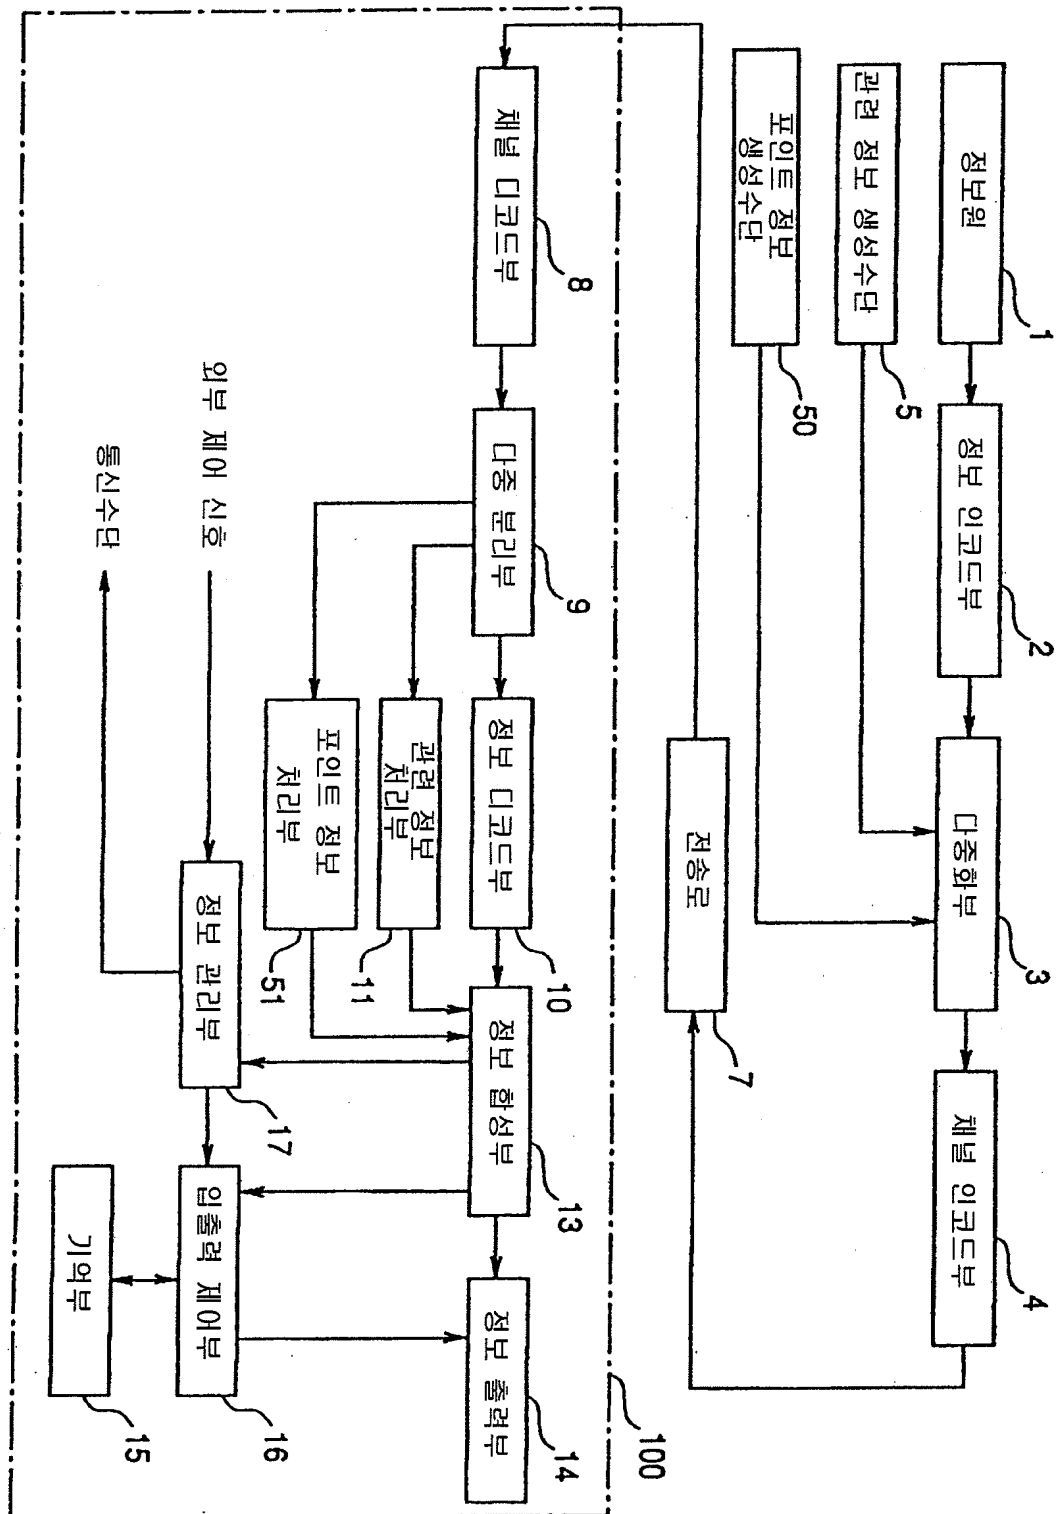 정보원
1
정보 인코드부
2
다중화부
3
채널 인코드부
4
관련 정보 생성수단
5
포인트 정보
생성수단
50
전송로
7
100
채널 디코드부
8
다중 분리부
9
정보 디코드부
10
정보 합성부
13
정보 출력부
14
관련 정보
처리부
11
포인트 정보
처리부
51
외부 제어 신호
정보 관리부
17
입출력 제어부
16
통신수단
기억부
15